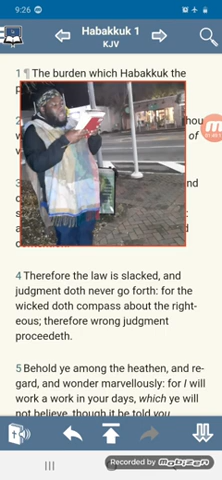 9:26
Habakkuk 1
KJV
1 ¶ The burden which Habakkuk the
2
thou
of
3
nd
4 Therefore the law is slacked, and
judgment doth never go forth: for the
wicked doth compass about the right-
eous; therefore wrong judgment
proceedeth.
5 Behold ye among the heathen, and re-
gard, and wonder marvellously: for I will
work a work in your days, which ye will
not believe, though it be told you.
Recorded by mobizen